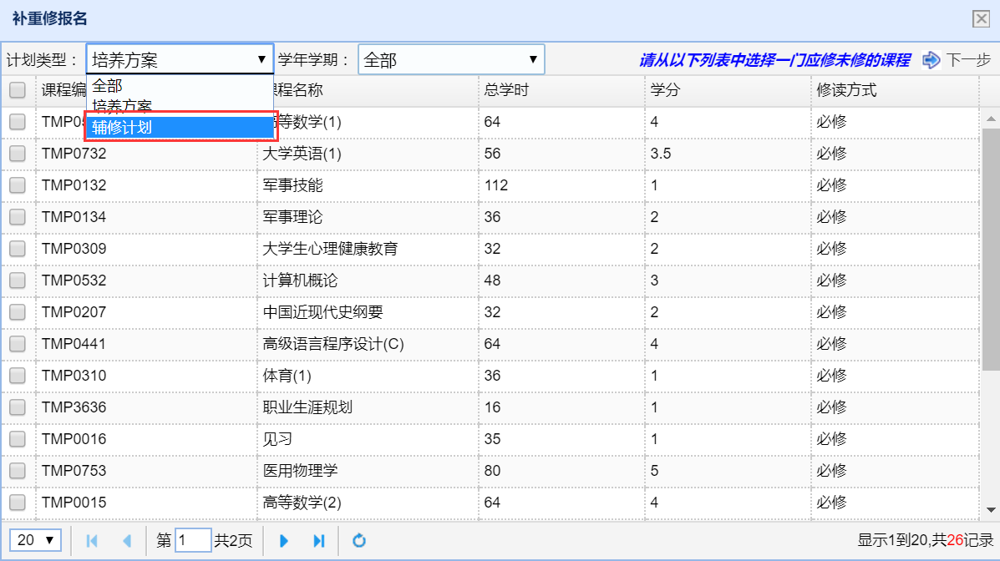 补重修报名
计划类型： 培养方案 ▼ 学年学期： 全部 ▼ 请从以下列表中选择一门应修未修的课程 下一步
全部
培养方案
辅修计划
课程编 程名称 总学时 学分 修读方式
TMP0 等数学(1) 64 4 必修
TMP0732 大学英语(1) 56 3.5 必修
TMP0132 军事技能 112 1 必修
TMP0134 军事理论 36 2 必修
TMP0309 大学生心理健康教育 32 2 必修
TMP0532 计算机概论 48 3 必修
TMP0207 中国近现代史纲要 32 2 必修
TMP0441 高级语言程序设计(C) 64 4 必修
TMP0310 体育(1) 36 1 必修
TMP3636 职业生涯规划 16 1 必修
TMP0016 见习 35 1 必修
TMP0753 医用物理学 80 5 必修
TMP0015 高等数学(2) 64 4 必修
20 ▼ 第 1 共2页 显示1到20,共26记录